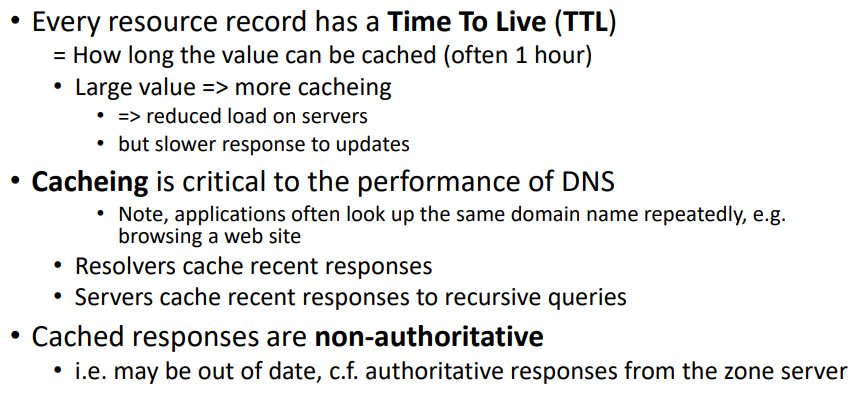 • Every resource record has a Time To Live (TTL)
= How long the value can be cached (often 1 hour)
• Large value => more cacheing
• => reduced load on servers
• but slower response to updates
• Cacheing is critical to the performance of DNS
• Note, applications often look up the same domain name repeatedly, e.g.
browsing a web site
• Resolvers cache recent responses
• Servers cache recent responses to recursive queries
• Cached responses are non-authoritative
• i.e. may be out of date, c.f. authoritative responses from the zone server